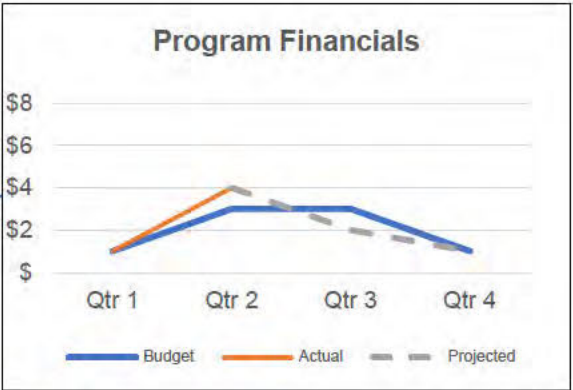 Program Financials
$8
$6
$4
$2
$
Qtr 1 Qtr 2 Qtr 3 Qtr 4
Budget Actual Projected